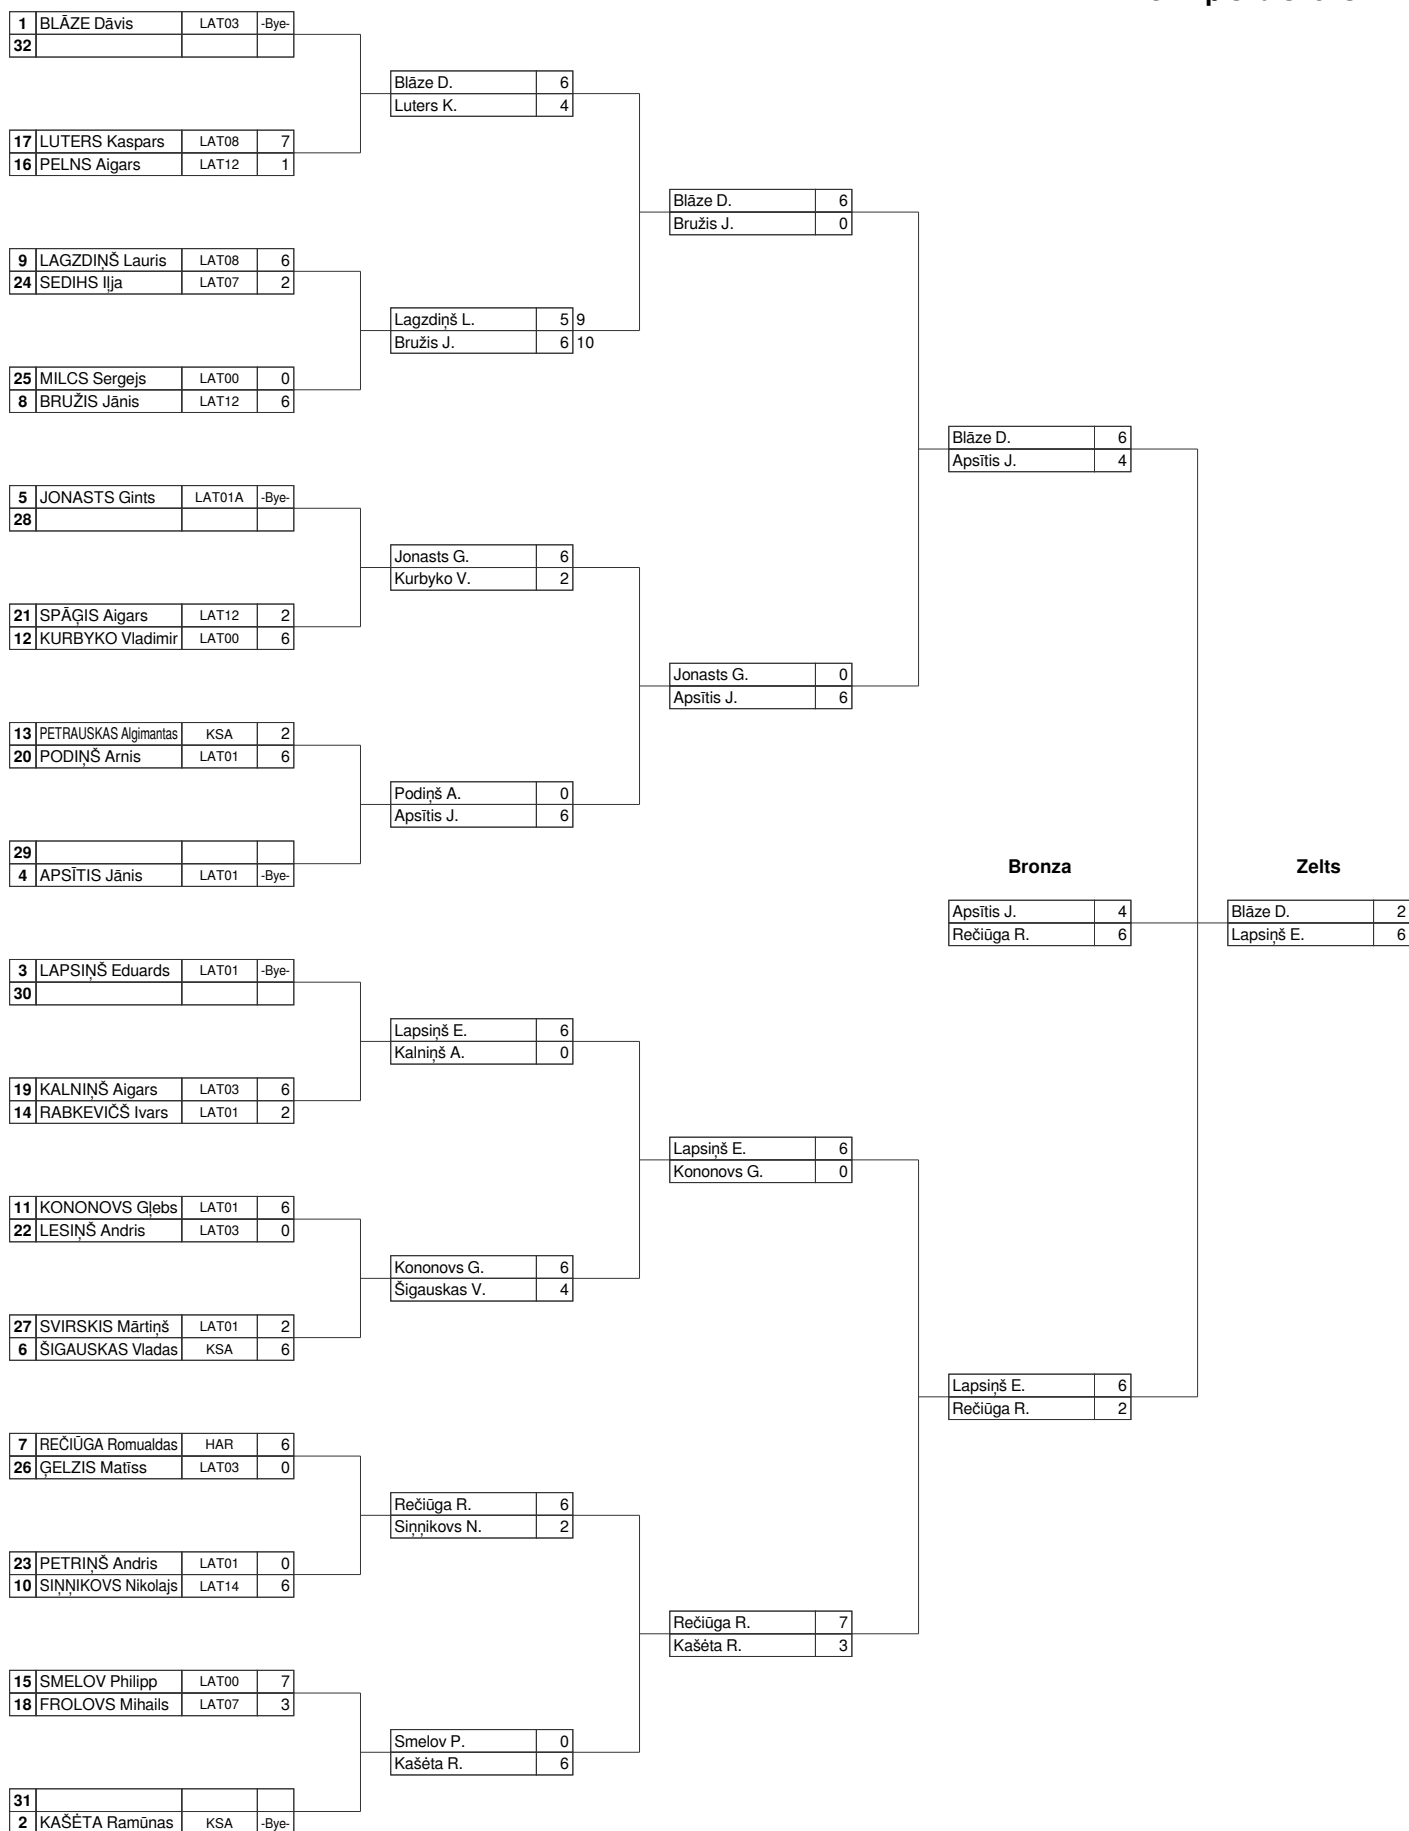 1 BLĀZE Dāvis LAT03 -Bye-
32
Blāze D. 6
Luters K. 4
17 LUTERS Kaspars LAT08 7
16 PELNS Aigars LAT12 1
Blāze D. 6
Bružis J. 0
9 LAGZDIŅŠ Lauris LAT08 6
24 SEDIHS Iļja LAT07 2
Lagzdiņš L. 5 9
Bružis J. 6 10
25 MILCS Sergejs LAT00 0
8 BRUŽIS Jānis LAT12 6
Blāze D. 6
Apsītis J. 4
5 JONASTS Gints LAT01A -Bye-
28
Jonasts G. 6
Kurbyko V. 2
21 SPĀĢIS Aigars LAT12 2
12 KURBYKO Vladimir LAT00 6
Jonasts G. 0
Apsītis J. 6
13 PETRAUSKAS Algimantas KSA 2
20 PODIŅŠ Arnis LAT01 6
Podiņš A. 0
Apsītis J. 6
29
4 APSĪTIS Jānis LAT01 -Bye-
Bronza Zelts
Apsītis J. 4 Blāze D. 2
Rečiūga R. 6 Lapsiņš E. 6
3 LAPSIŅŠ Eduards LAT01 -Bye-
30
Lapsiņš E. 6
Kalniņš A. 0
19 KALNIŅŠ Aigars LAT03 6
14 RABKEVIČŠ Ivars LAT01 2
Lapsiņš E. 6
Kononovs G. 0
11 KONONOVS Gļebs LAT01 6
22 LESIŅŠ Andris LAT03 0
Kononovs G. 6
Šigauskas V. 4
27 SVIRSKIS Mārtiņš LAT01 2
6 ŠIGAUSKAS Vladas KSA 6
Lapsiņš E. 6
Rečiūga R. 2
7 REČIŪGA Romualdas HAR 6
26 ĢELZIS Matīss LAT03 0
Rečiūga R. 6
Siņņikovs N. 2
23 PETRIŅŠ Andris LAT01 0
10 SIŅŅIKOVS Nikolajs LAT14 6
Rečiūga R. 7
Kašėta R. 3
15 SMELOV Philipp LAT00 7
18 FROLOVS Mihails LAT07 3
Smelov P. 0
Kašėta R. 6
31
2 KAŠĖTA Ramūnas KSA -Bye-